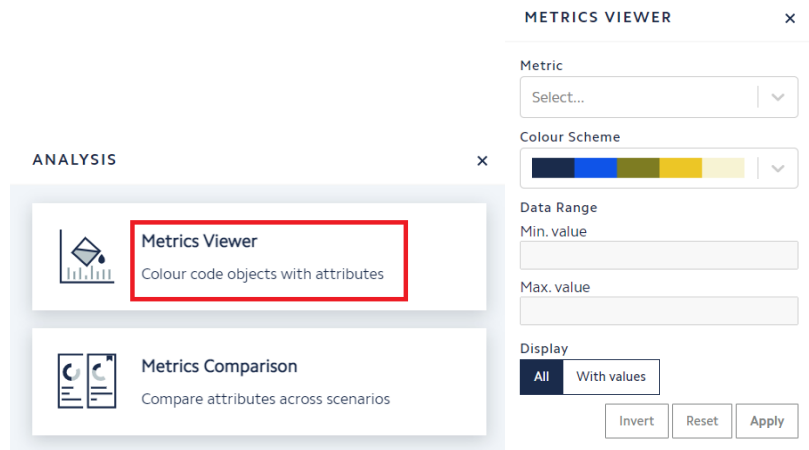 ANALYSIS
Metrics Viewer
Colour code objects with attributes
Metrics Comparison
Compare attributes across scenarios
METRICS VIEWER
Metric
Select...
Colour Scheme
Data Range
Min. value
Max. value
Display
All With values
Invert Reset Apply